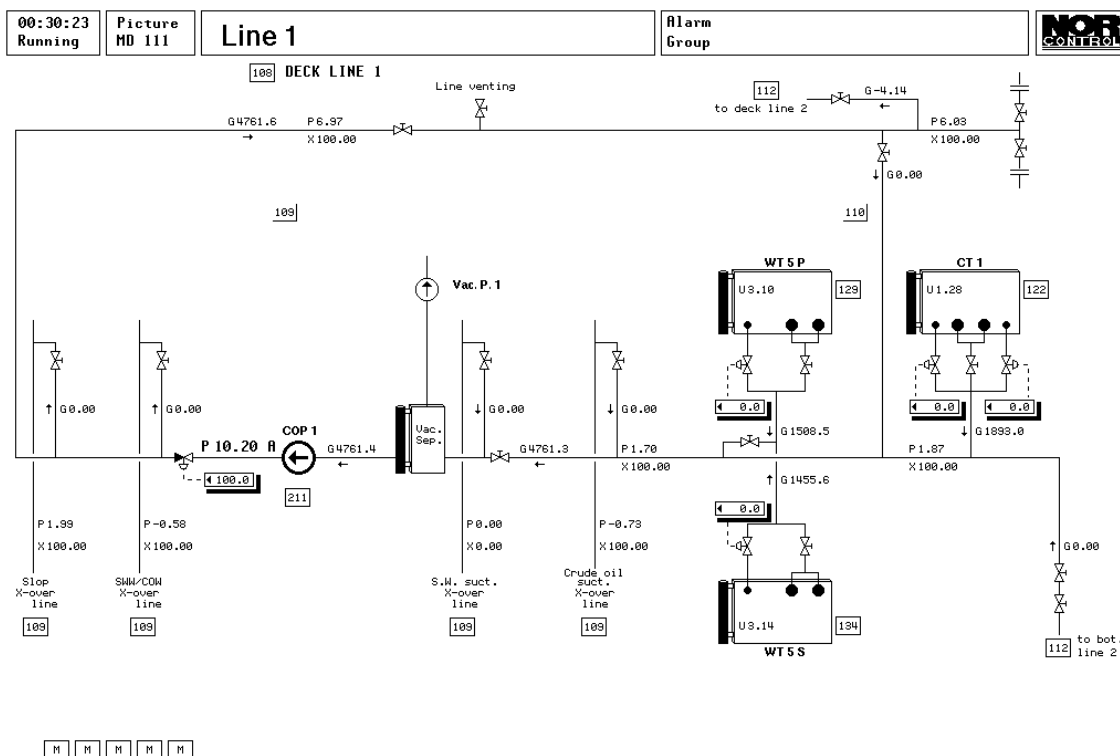 00:30:23
Running
Picture
MD 111
Line 1
Alarm
Group
NOR
CONTROL
108 DECK LINE 1
Line venting
112
to deck line 2
G-4.14
G4761.6
P6.97
X100.00
P6.03
X100.00
G0.00
109
110
WT 5 P
U3.10
129
CT 1
U1.28
122
Vac. P. 1
0.0
0.0
0.0
G0.00
G0.00
G0.00
G0.00
Vac.
Sep.
COP 1
P 10.20 A
G4761.4
G4761.3
P1.70
X100.00
G1508.5
G1893.0
P1.87
X100.00
100.0
211
G1455.6
0.0
P1.99
X100.00
P-0.58
X100.00
P0.00
X0.00
P-0.73
X100.00
G0.00
Slop
X-over
line
109
SWW/COW
X-over
line
109
S.W. suct.
X-over
line
109
Crude oil
suct.
X-over
line
109
U3.14
134
WT 5 S
112
to bot.
line 2
M M M M M